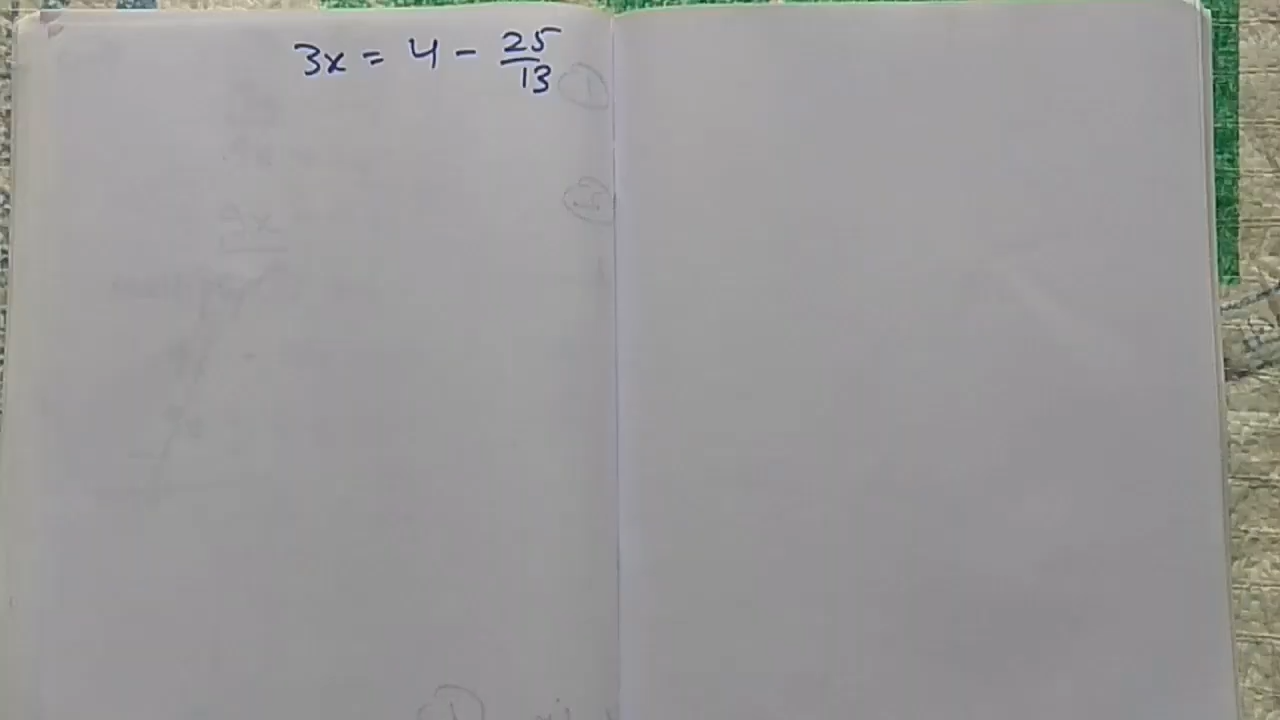 3x = 4 - 25/13